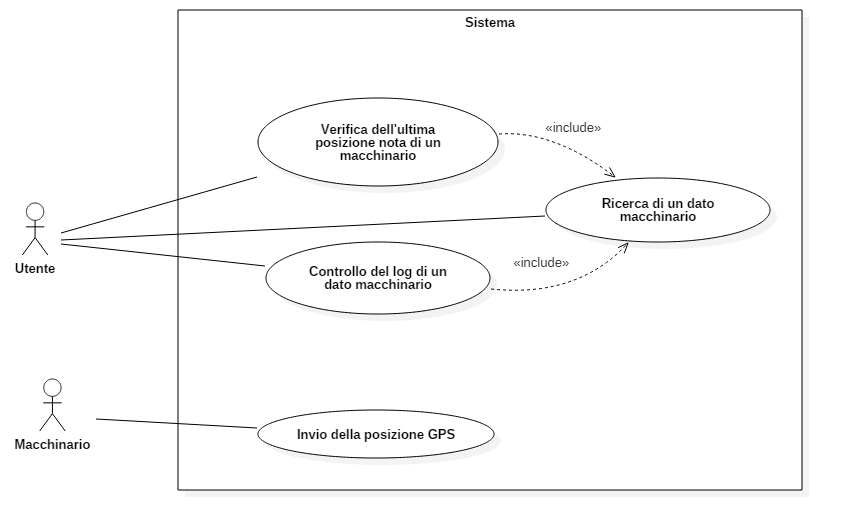 Sistema
Verifica dell'ultima
posizione nota di un
macchinario
«include»
Ricerca di un dato
macchinario
Utente
«include»
Controllo del log di un
dato macchinario
Macchinario
Invio della posizione GPS